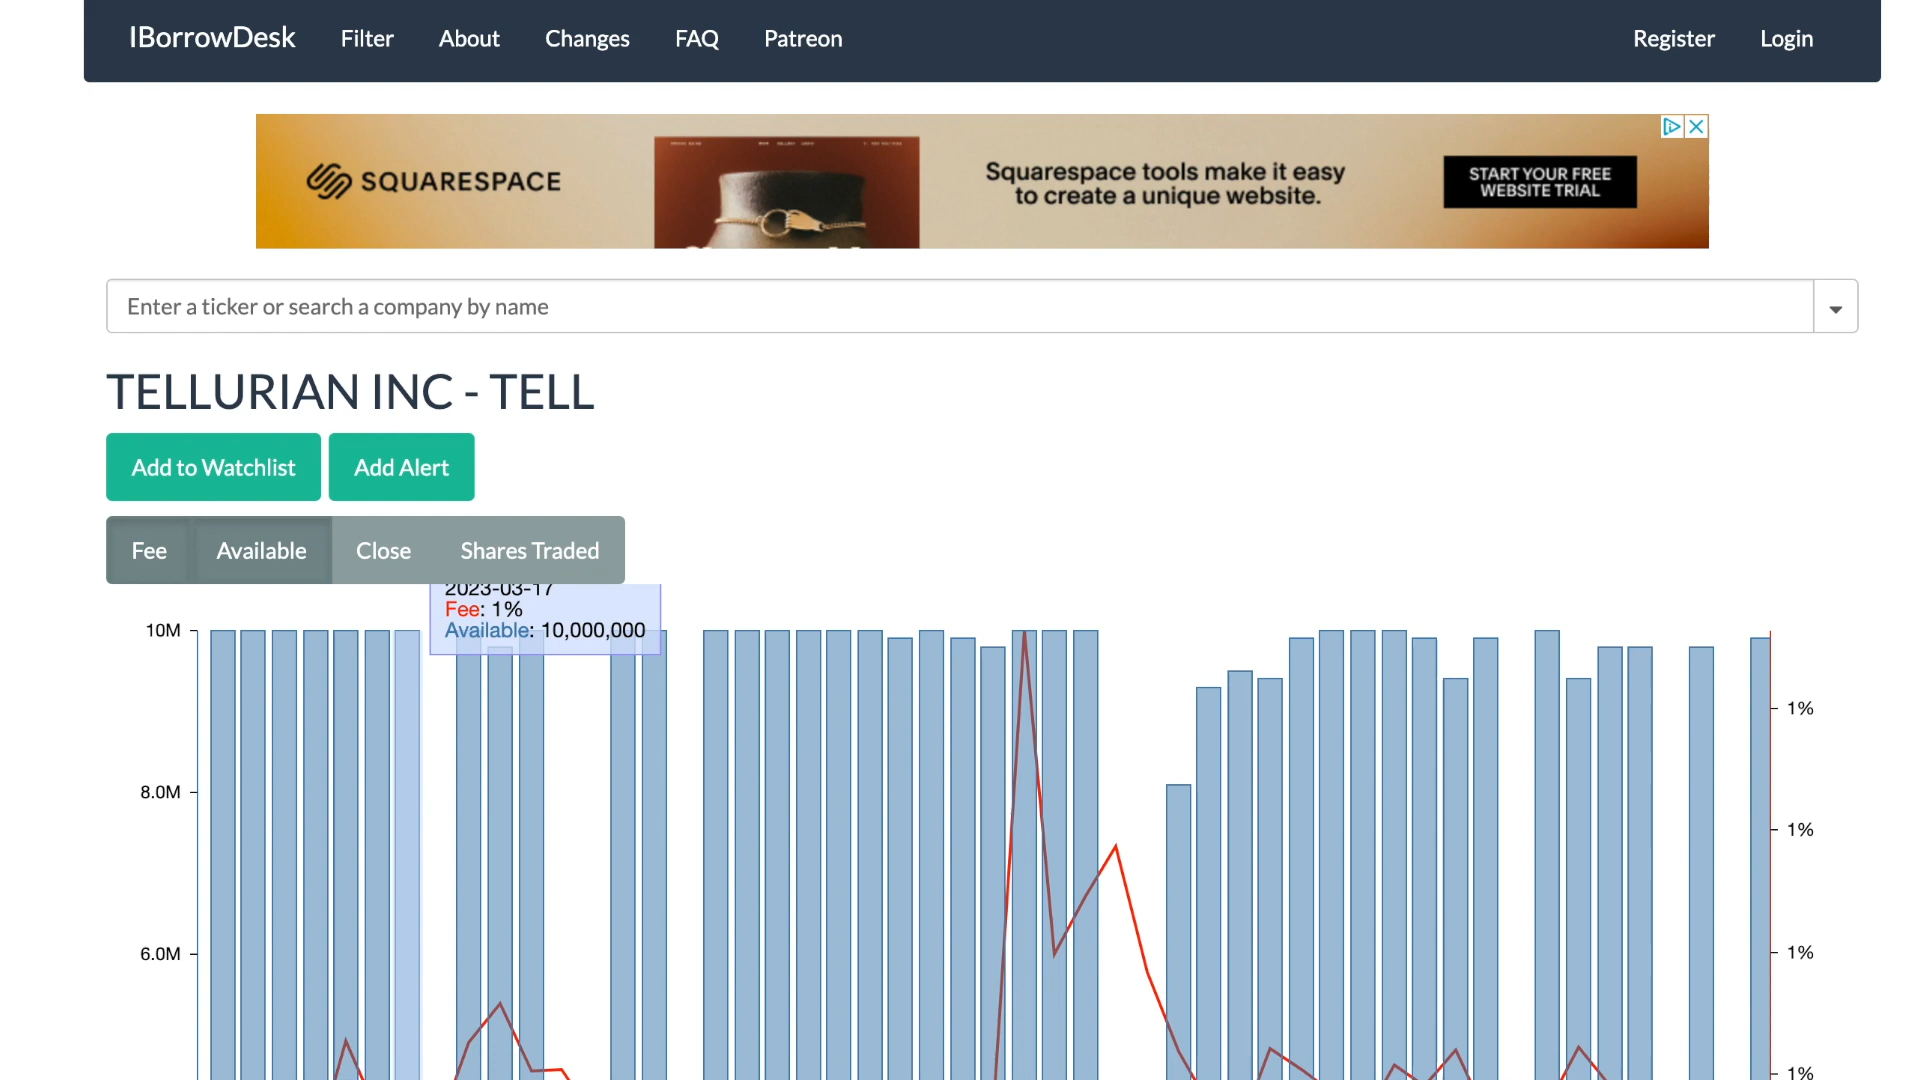 IBorrowDesk Filter About Changes FAQ Patreon Register Login
SQUARESPACE
Squarespace tools make it easy
to create a unique website.
START YOUR FREE
WEBSITE TRIAL
Enter a ticker or search a company by name
TELLURIAN INC - TELL
Add to Watchlist Add Alert
Fee Available Close Shares Traded
2023-03-17
Fee: 1%
Available: 10,000,000
10M
1%
8.0M
1%
6.0M
1%
1%